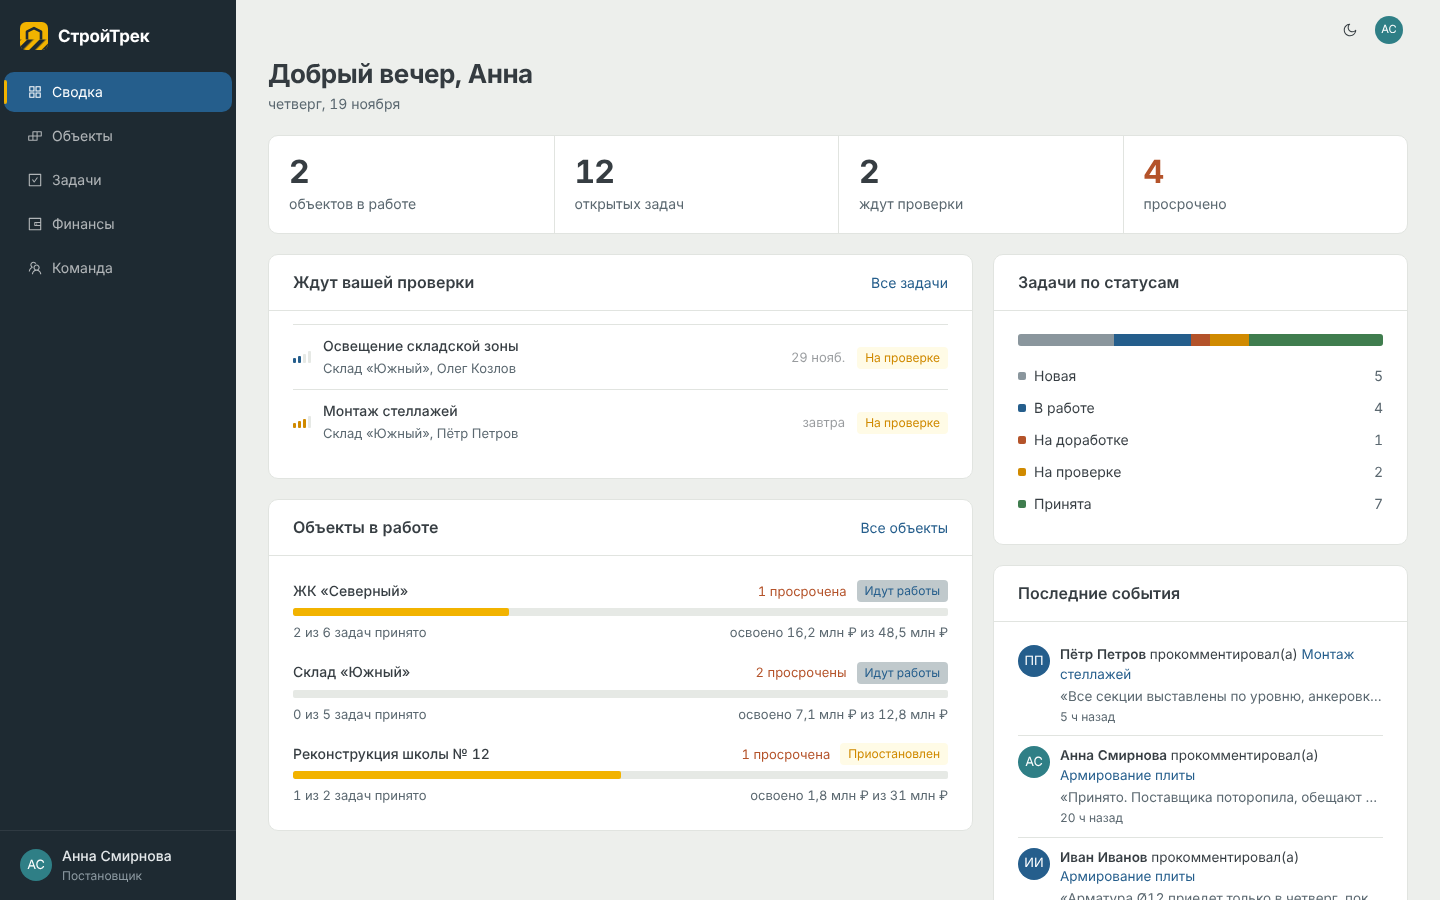 СтройТрек
Сводка
Объекты
Задачи
Финансы
Команда
АС
Анна Смирнова
Постановщик
АС
Добрый вечер, Анна
четверг, 19 ноября
2
объектов в работе
12
открытых задач
2
ждут проверки
4
просрочено
Ждут вашей проверки
Все задачи
Освещение складской зоны
Склад «Южный», Олег Козлов
29 нояб.
На проверке
Монтаж стеллажей
Склад «Южный», Пётр Петров
завтра
На проверке
Объекты в работе
Все объекты
ЖК «Северный»
1 просрочена
Идут работы
2 из 6 задач принято
освоено 16,2 млн ₽ из 48,5 млн ₽
Склад «Южный»
2 просрочены
Идут работы
0 из 5 задач принято
освоено 7,1 млн ₽ из 12,8 млн ₽
Реконструкция школы № 12
1 просрочена
Приостановлен
1 из 2 задач принято
освоено 1,8 млн ₽ из 31 млн ₽
Задачи по статусам
Новая 5
В работе 4
На доработке 1
На проверке 2
Принята 7
Последние события
ПП
Пётр Петров прокомментировал(а) Монтаж
стеллажей
«Все секции выставлены по уровню, анкеровк...
5 ч назад
АС
Анна Смирнова прокомментировал(а)
Армирование плиты
«Принято. Поставщика поторопила, обещают ...
20 ч назад
ИИ
Иван Иванов прокомментировал(а)
Армирование плиты
«Арматура Ø12 приедет только в четверг, пок...